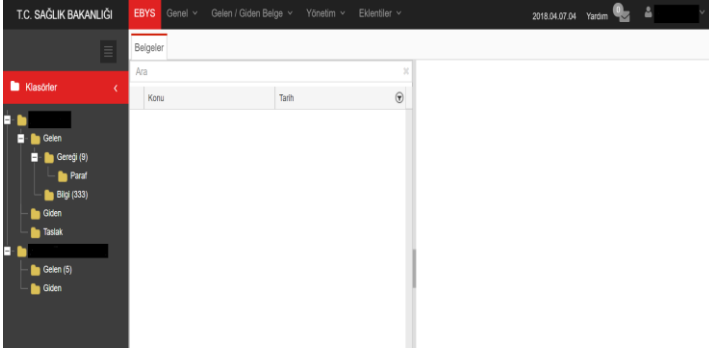 T.C. SAĞLIK BAKANLIĞI EBYS Genel Gelen / Giden Belge Yönetim Eklentiler 2018.04.07.04 Yardım 0
Belgeler
Ara
Klasörler
Konu Tarih
Gelen
Gereği (9)
Paraf
Bilgi (333)
Giden
Taslak
Gelen (5)
Giden